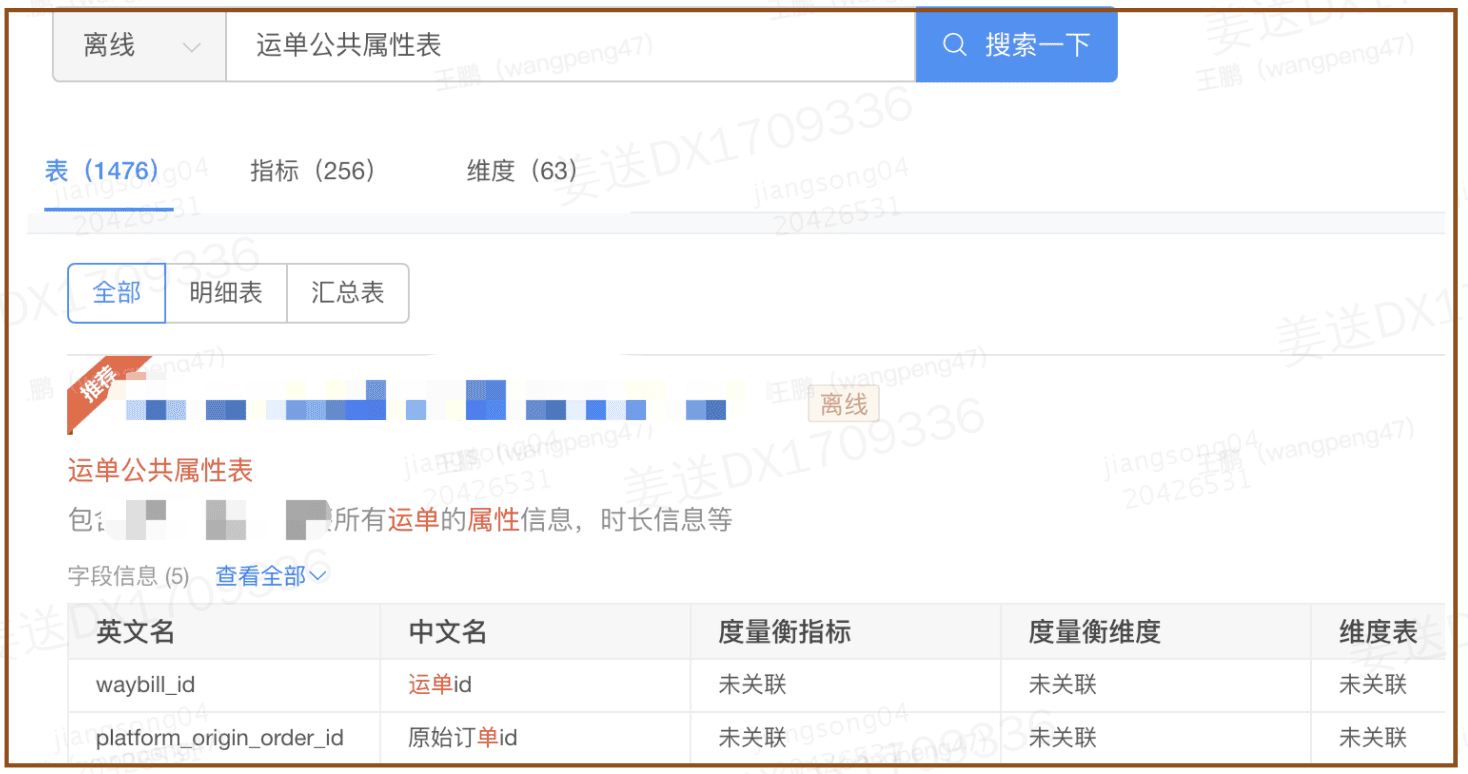 离线 运单公共属性表 搜索一下
表（1476） 指标（256） 维度（63）
全部 明细表 汇总表
推荐
离线
运单公共属性表
所有运单的属性信息，时长信息等
字段信息 (5) 查看全部
英文名 中文名 度量衡指标 度量衡维度 维度表
waybill_id 运单id 未关联 未关联 未关联
platform_origin_order_id 原始订单id 未关联 未关联 未关联
王鹏（wangpeng47）
姜送DX1709336
jiangsong04
20426531